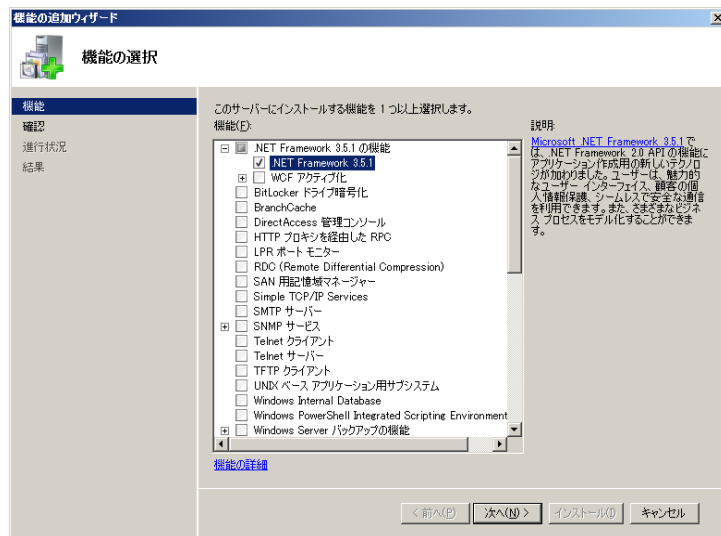 機能の追加ウィザード
機能の選択
機能
確認
進行状況
結果
このサーバーにインストールする機能を 1 つ以上選択します。
機能(F):
.NET Framework 3.5.1 の機能
.NET Framework 3.5.1
WCF アクティブ化
BitLocker ドライブ暗号化
BranchCache
DirectAccess 管理コンソール
HTTP プロキシを経由した RPC
LPR ポート モニター
RDC (Remote Differential Compression)
SAN 用記憶域マネージャー
Simple TCP/IP Services
SMTP サーバー
SNMP サービス
Telnet クライアント
Telnet サーバー
TFTP クライアント
UNIX ベース アプリケーション用サブシステム
Windows Internal Database
Windows PowerShell Integrated Scripting Environment
Windows Server バックアップの機能
機能の詳細
説明:
Microsoft .NET Framework 3.5.1 で
は、.NET Framework 2.0 API の機能に
アプリケーション作成用の新しいテクノロ
ジが加わりました。ユーザーは、魅力的
なユーザー インターフェイス、顧客の個
人情報保護、シームレスで安全な通信
を利用できます。また、さまざまなビジネ
ス プロセスをモデル化することができま
す。
< 前へ(P)
次へ(N) >
インストール(I)
キャンセル